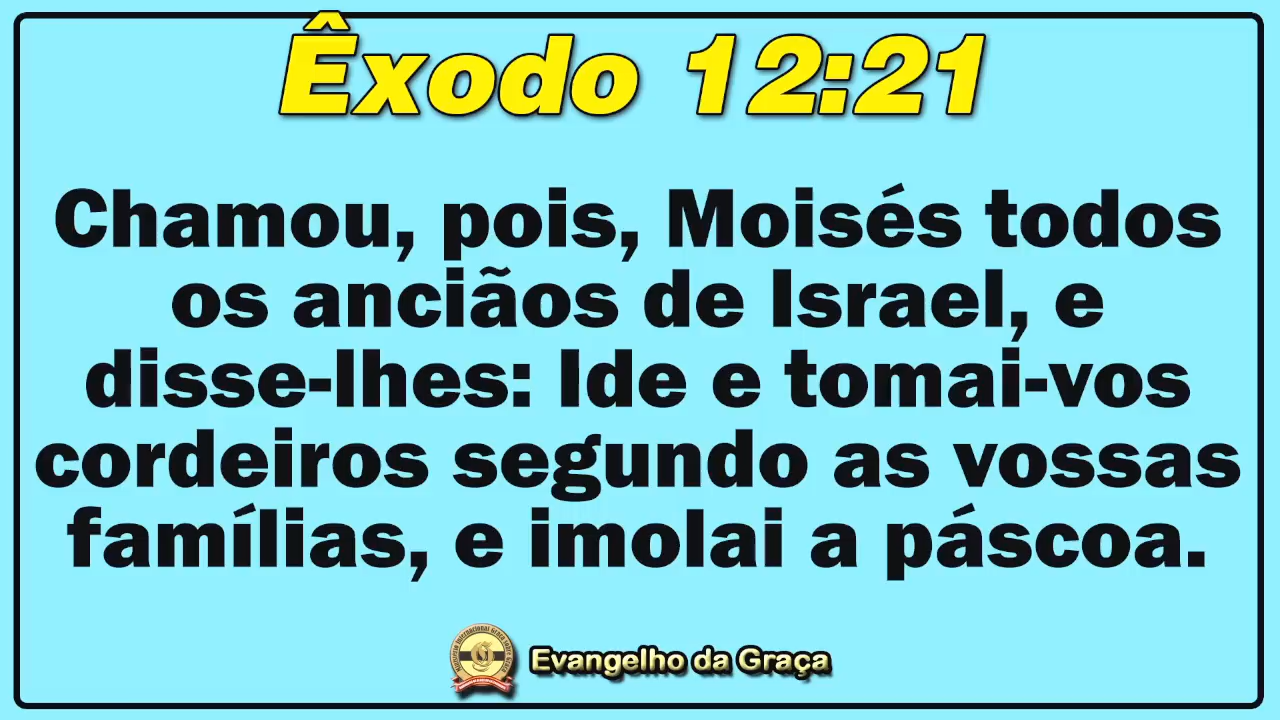 Êxodo 12:21
Chamou, pois, Moisés todos
os anciãos de Israel, e
disse-lhes: Ide e tomai-vos
cordeiros segundo as vossas
famílias, e imolai a páscoa.
Evangelho da Graça